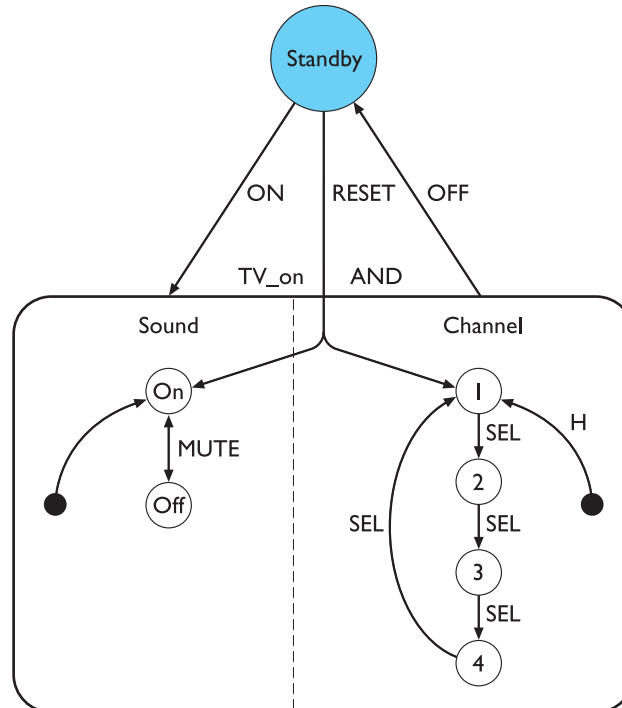 Standby
ON
RESET
OFF
TV_on
AND
Sound
Channel
On
1
H
SEL
MUTE
2
Off
SEL
SEL
3
SEL
4